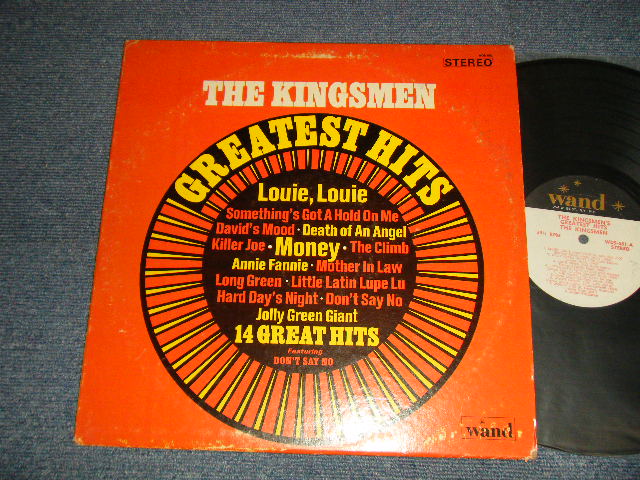 STEREO
THE KINGSMEN
GREATEST HITS
Louie, Louie
Something's Got A Hold On Me
David's Mood · Death of An Angel
Killer Joe · Money · The Climb
Annie Fannie · Mother In Law
Long Green · Little Latin Lupe Lu
Hard Day's Night · Don't Say No
Jolly Green Giant
14 GREAT HITS
Featuring
DON'T SAY NO
wand
wand
THE KINGSMEN'S
GREATEST HITS
THE KINGSMEN
WDS-681-A
STEREO